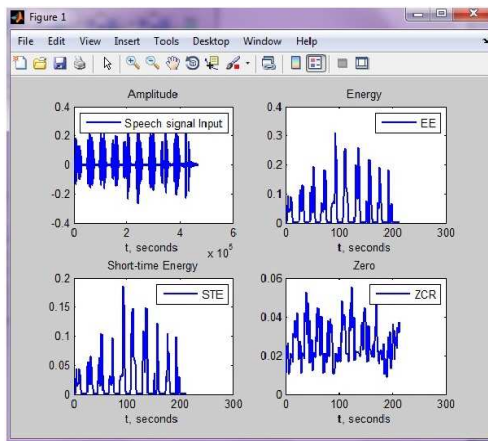 Figure 1
File Edit View Insert Tools Desktop Window Help
Amplitude
0.4
0.2
0
-0.2
-0.4
Speech signal Input
0 2 4 6
t, seconds
x 10^5
Energy
0.4
0.3
0.2
0.1
0
EE
0 100 200 300
t, seconds
Short-time Energy
0.2
0.15
0.1
0.05
0
STE
0 100 200 300
t, seconds
Zero
0.06
0.04
0.02
0
ZCR
0 100 200 300
t, seconds